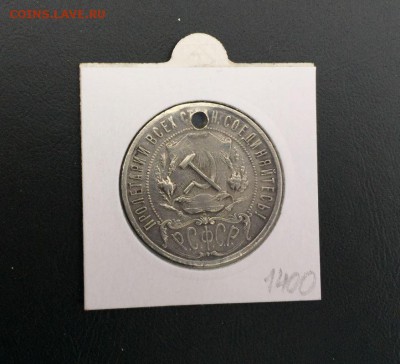 COINS.LAVE.RU
ПРОЛЕТАРИИ ВСЕХ СТРАН, СОЕДИНЯЙТЕСЬ!
Р.С.Ф.С.Р.
1400